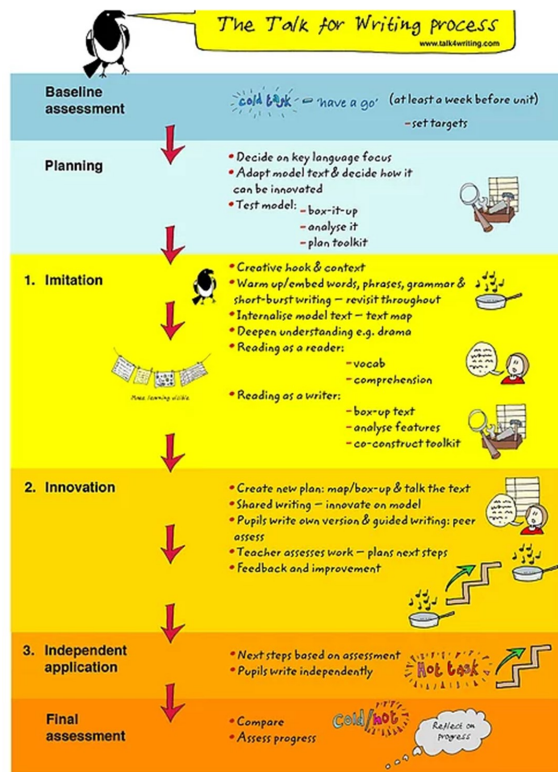 The Talk for Writing process
www.talk4writing.com
Baseline
assessment
cold task – 'have a go' (at least a week before unit)
– set targets
Planning
• Decide on key language focus
• Adapt model text & decide how it
can be innovated
• Test model: – box-it-up
– analyse it
– plan toolkit
1. Imitation
• Creative hook & context
• Warm up/embed words, phrases, grammar &
short-burst writing – revisit throughout
• Internalise model text – text map
• Deepen understanding e.g. drama
• Reading as a reader:
– vocab
– comprehension
Make learning visible
• Reading as a writer:
– box-up text
– analyse features
– co-construct toolkit
2. Innovation
• Create new plan: map/box-up & talk the text
• Shared writing – innovate on model
• Pupils write own version & guided writing: peer
assess
• Teacher assesses work – plans next steps
• Feedback and improvement
3. Independent
application
• Next steps based on assessment
• Pupils write independently
Hot task
Final
assessment
• Compare
• Assess progress
Cold/hot
Reflect on
progress